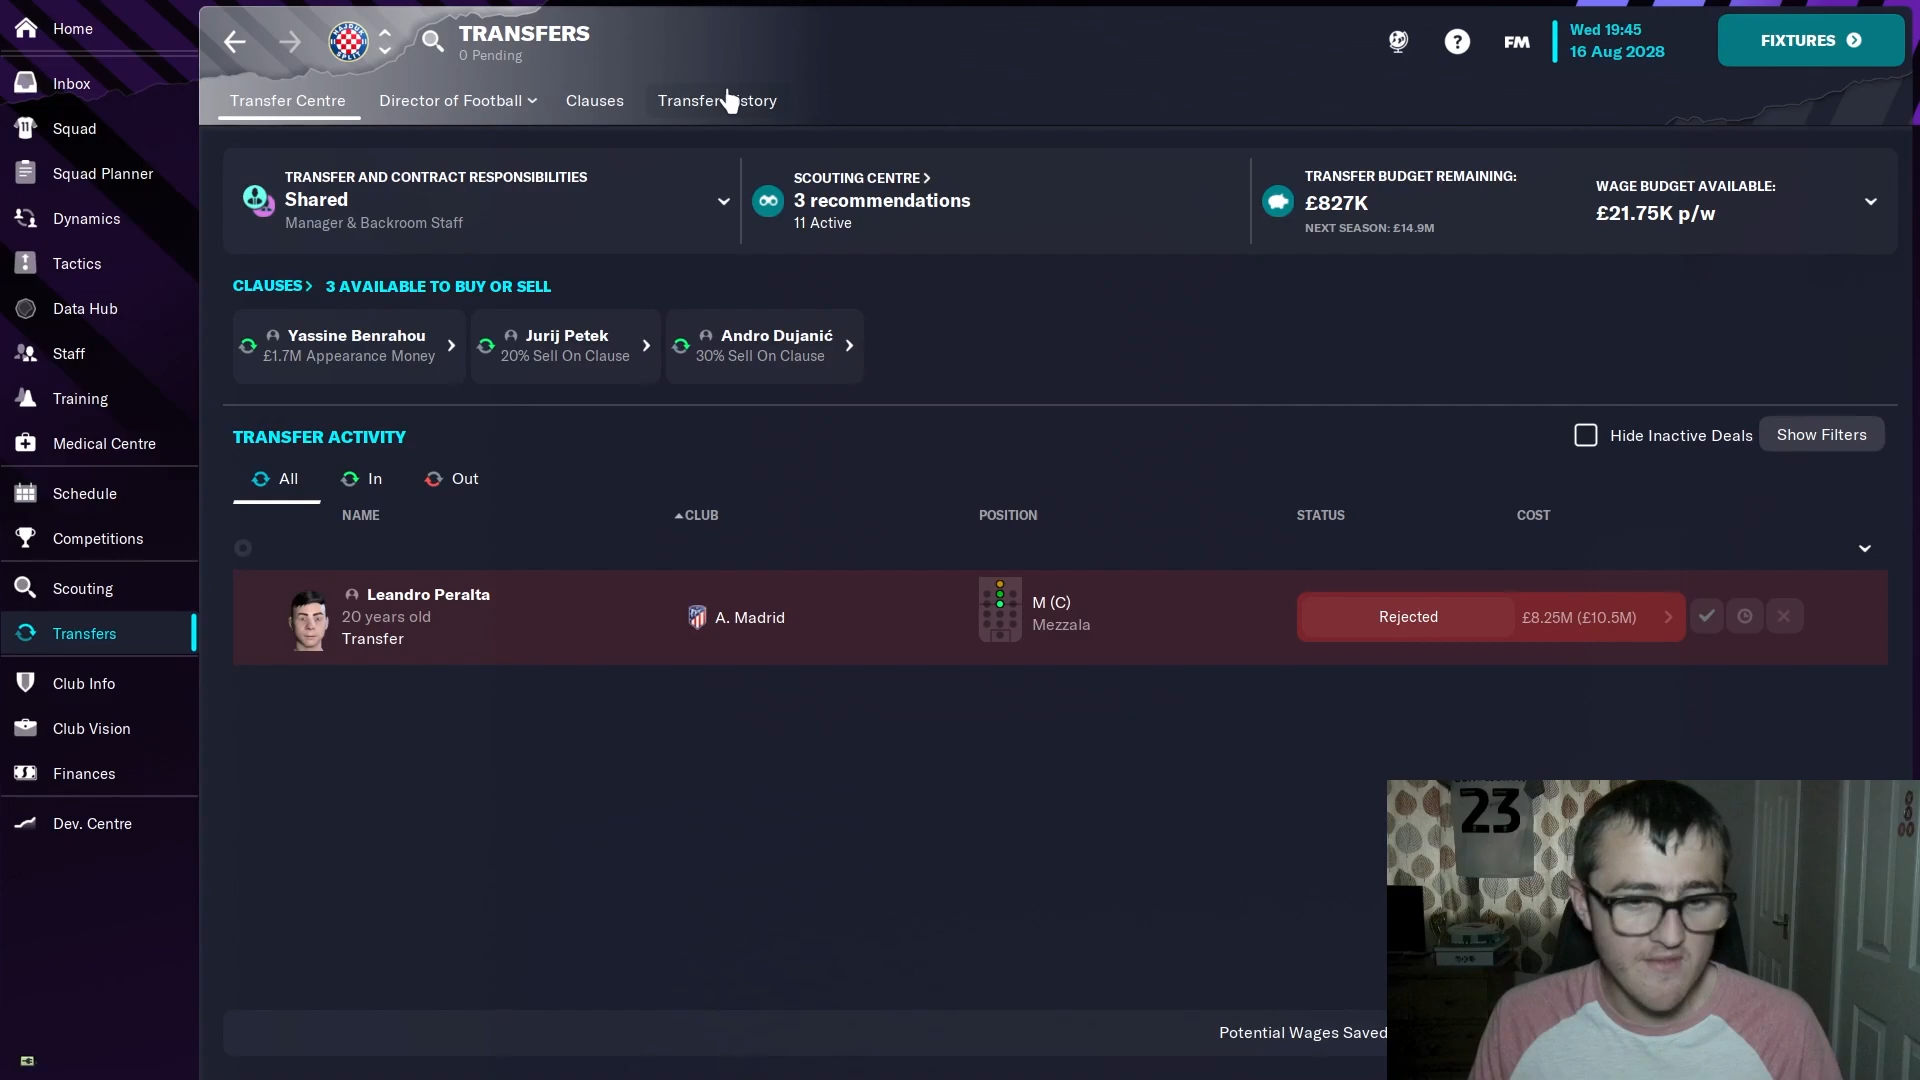 Home
Inbox
Squad
Squad Planner
Dynamics
Tactics
Data Hub
Staff
Training
Medical Centre
Schedule
Competitions
Scouting
Transfers
Club Info
Club Vision
Finances
Dev. Centre
TRANSFERS
0 Pending
FM
Wed 19:45
16 Aug 2028
FIXTURES
Transfer Centre
Director of Football
Clauses
Transfer History
TRANSFER AND CONTRACT RESPONSIBILITIES
Shared
Manager & Backroom Staff
SCOUTING CENTRE
3 recommendations
11 Active
TRANSFER BUDGET REMAINING:
£827K
NEXT SEASON: £14.9M
WAGE BUDGET AVAILABLE:
£21.75K p/w
CLAUSES 3 AVAILABLE TO BUY OR SELL
Yassine Benrahou
£1.7M Appearance Money
Jurij Petek
20% Sell On Clause
Andro Dujanić
30% Sell On Clause
TRANSFER ACTIVITY
Hide Inactive Deals
Show Filters
All In Out
NAME CLUB POSITION STATUS COST
Leandro Peralta
20 years old
Transfer
A. Madrid
M (C)
Mezzala
Rejected
£8.25M (£10.5M)
Potential Wages Saved
23